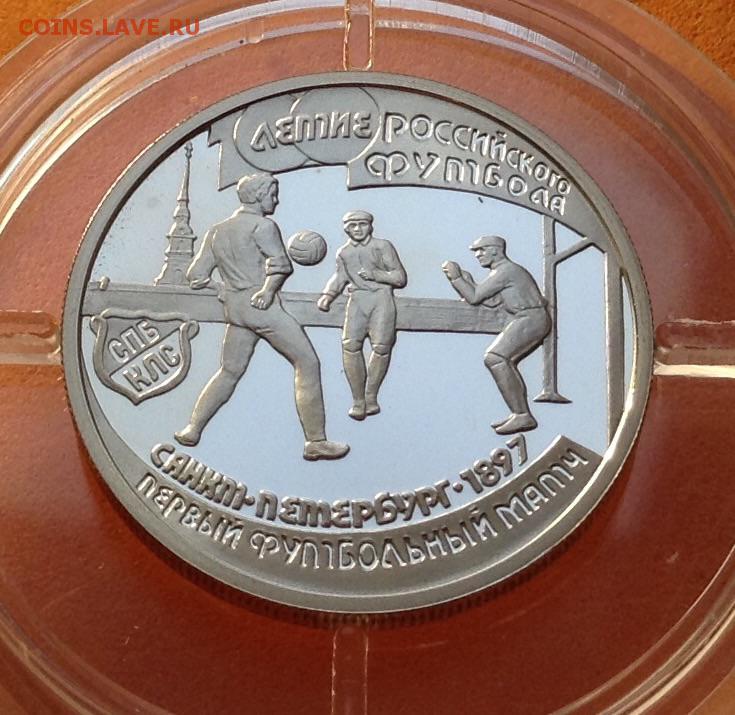 COINS.LAVE.RU
100
ЛЕТИЕ РОССИЙСКОГО
ФУТБОЛА
СПБ
КЛС
САНКТ-ПЕТЕРБУРГ·1897
ПЕРВЫЙ ФУТБОЛЬНЫЙ МАТЧ